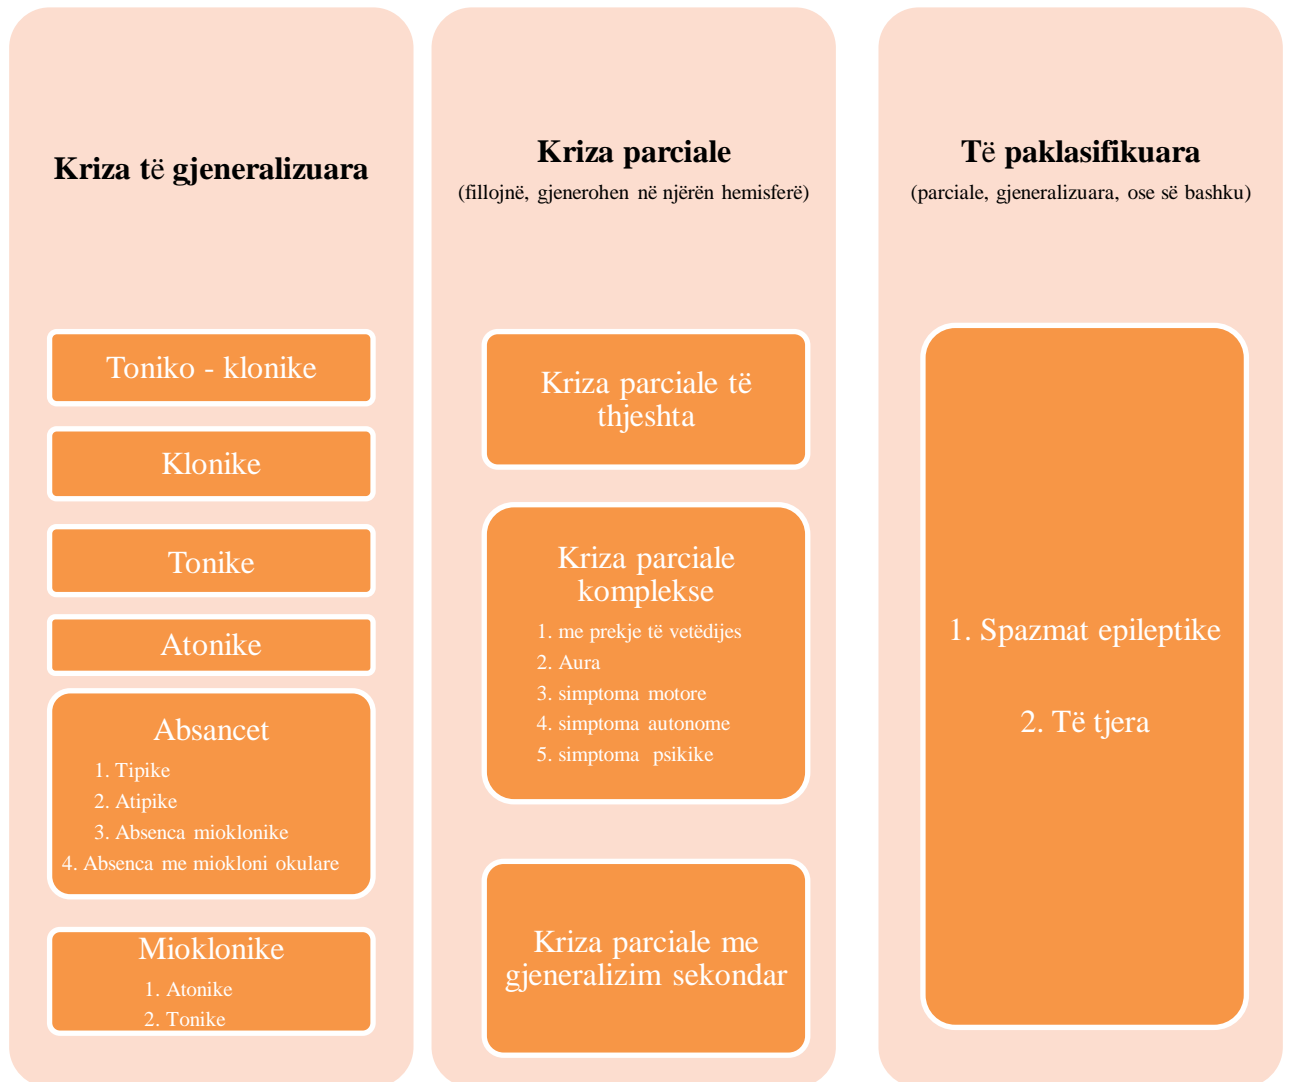 Kriza të gjeneralizuara
Toniko - klonike
Klonike
Tonike
Atonike
Absancet
1. Tipike
2. Atipike
3. Absenca mioklonike
4. Absenca me miokloni okulare
Mioklonike
1. Atonike
2. Tonike
Kriza parciale
(fillojnë, gjenerohen në njërën hemisferë)
Kriza parciale të
thjeshta
Kriza parciale
komplekse
1. me prekje të vetëdijes
2. Aura
3. simptoma motore
4. simptoma autonome
5. simptoma psikike
Kriza parciale me
gjeneralizim sekondar
Të paklasifikuara
(parciale, gjeneralizuara, ose së bashku)
1. Spazmat epileptike
2. Të tjera